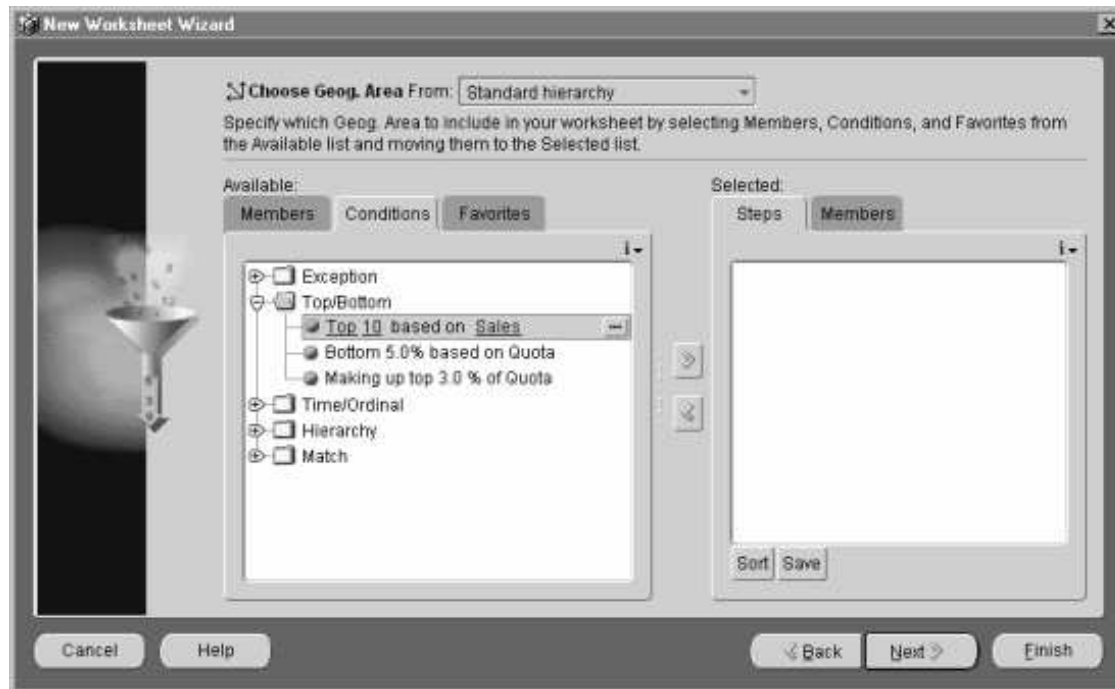 New Worksheet Wizard
Choose Geog. Area From: Standard hierarchy
Specify which Geog. Area to include in your worksheet by selecting Members, Conditions, and Favorites from
the Available list and moving them to the Selected list.
Available:
Members Conditions Favorites
Exception
Top/Bottom
Top 10 based on Sales
Bottom 5.0% based on Quota
Making up top 3.0 % of Quota
Time/Ordinal
Hierarchy
Match
Selected:
Steps Members
Sort Save
Cancel Help Back Next Finish